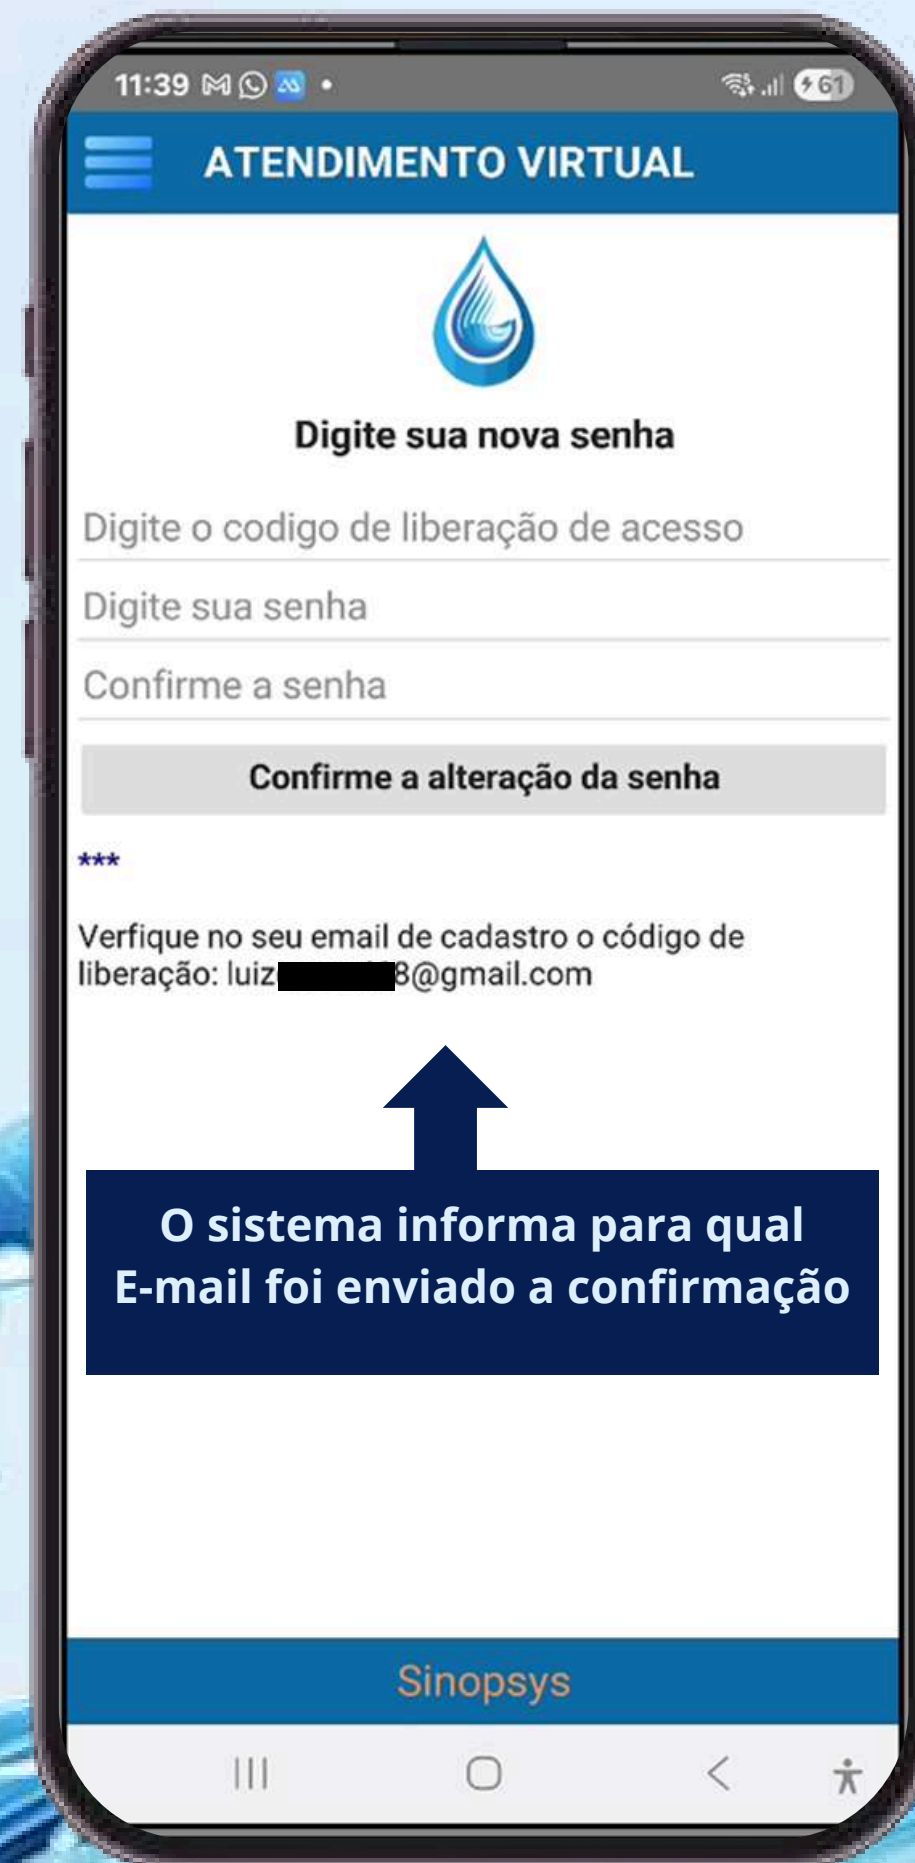 11:39
61
ATENDIMENTO VIRTUAL
Digite sua nova senha
Digite o codigo de liberação de acesso
Digite sua senha
Confirme a senha
Confirme a alteração da senha
***
Verfique no seu email de cadastro o código de
liberação: luiz 8@gmail.com
O sistema informa para qual
E-mail foi enviado a confirmação
Sinopsys